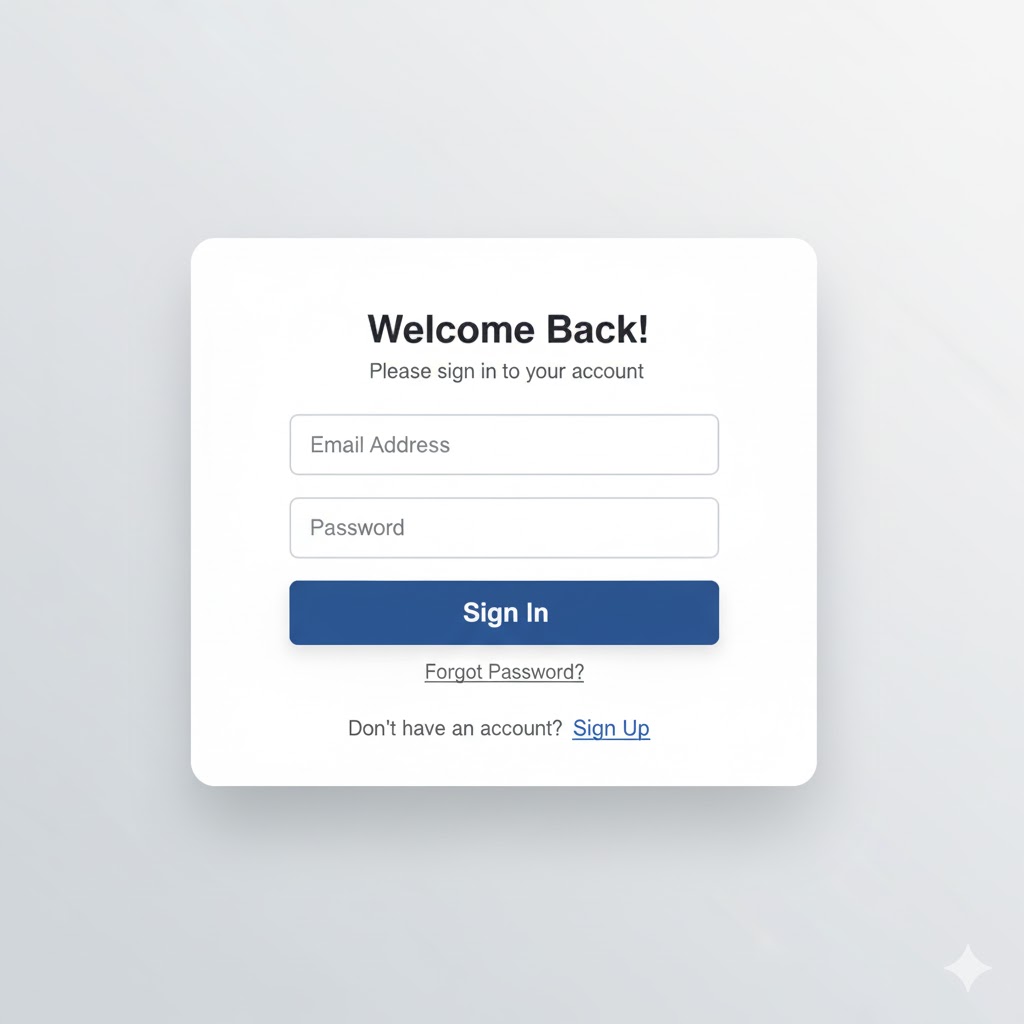 Welcome Back!
Please sign in to your account
Email Address
Password
Sign In
Forgot Password?
Don't have an account? Sign Up